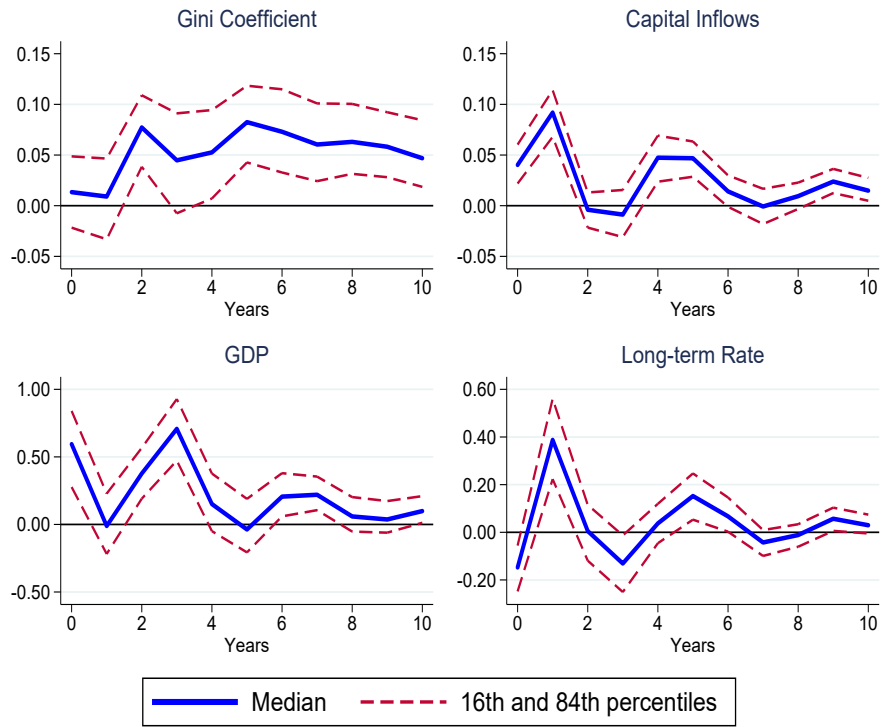 Gini Coefficient
0.15
0.10
0.05
0.00
-0.05
0 2 4 6 8 10
Years
Capital Inflows
0.15
0.10
0.05
0.00
-0.05
0 2 4 6 8 10
Years
GDP
1.00
0.50
0.00
-0.50
0 2 4 6 8 10
Years
Long-term Rate
0.60
0.40
0.20
0.00
-0.20
0 2 4 6 8 10
Years
Median 16th and 84th percentiles